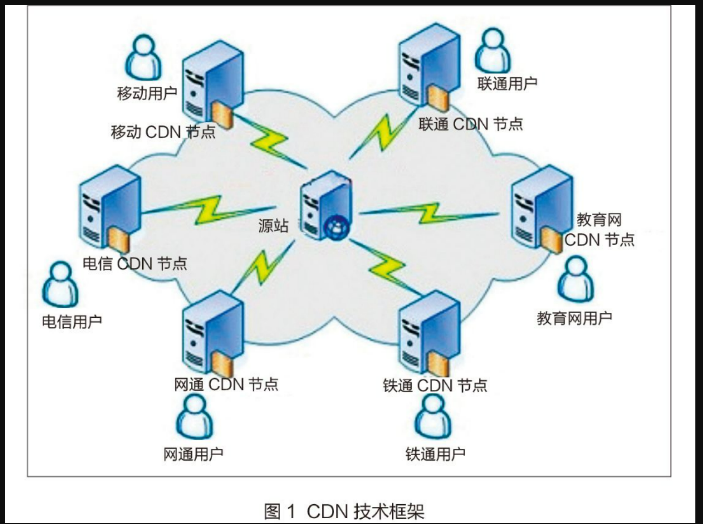 移动用户
联通用户
移动 CDN 节点
联通 CDN 节点
源站
教育网
CDN 节点
电信 CDN 节点
电信用户
教育网用户
网通 CDN 节点
铁通 CDN 节点
网通用户
铁通用户
图 1 CDN 技术框架